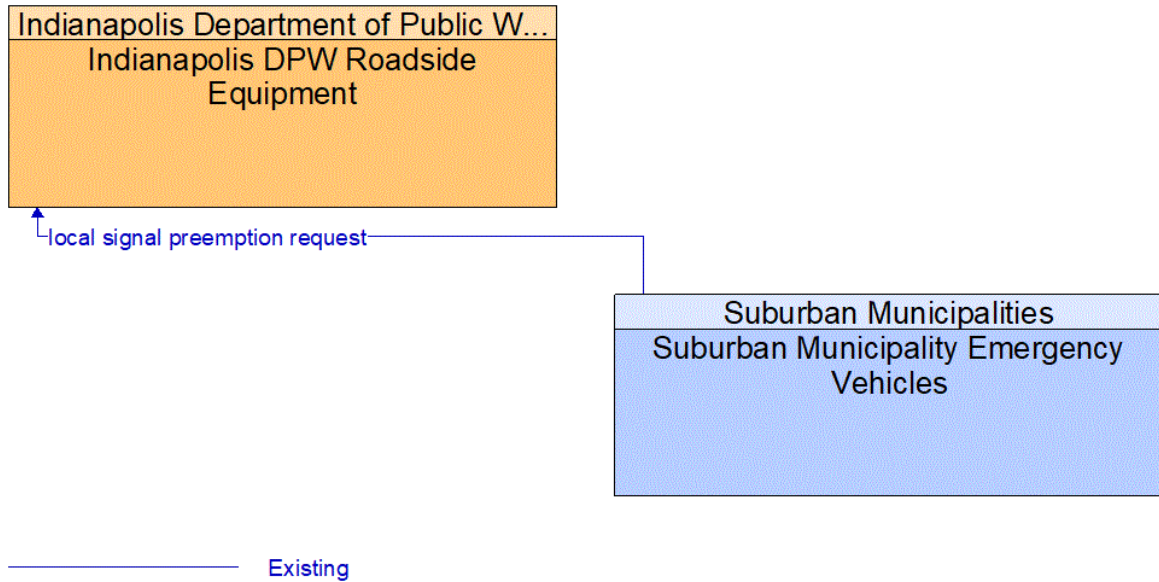 Indianapolis Department of Public W...
Indianapolis DPW Roadside
Equipment
local signal preemption request
Suburban Municipalities
Suburban Municipality Emergency
Vehicles
Existing